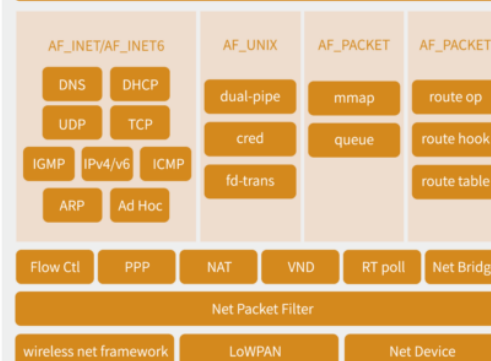 AF_INET/AF_INET6 AF_UNIX AF_PACKET AF_PACKET
DNS DHCP
dual-pipe mmap route op
UDP TCP
cred queue route hook
IGMP IPv4/v6 ICMP
fd-trans route table
ARP Ad Hoc
Flow Ctl PPP NAT VND RT poll Net Bridg
Net Packet Filter
wireless net framework LoWPAN Net Device